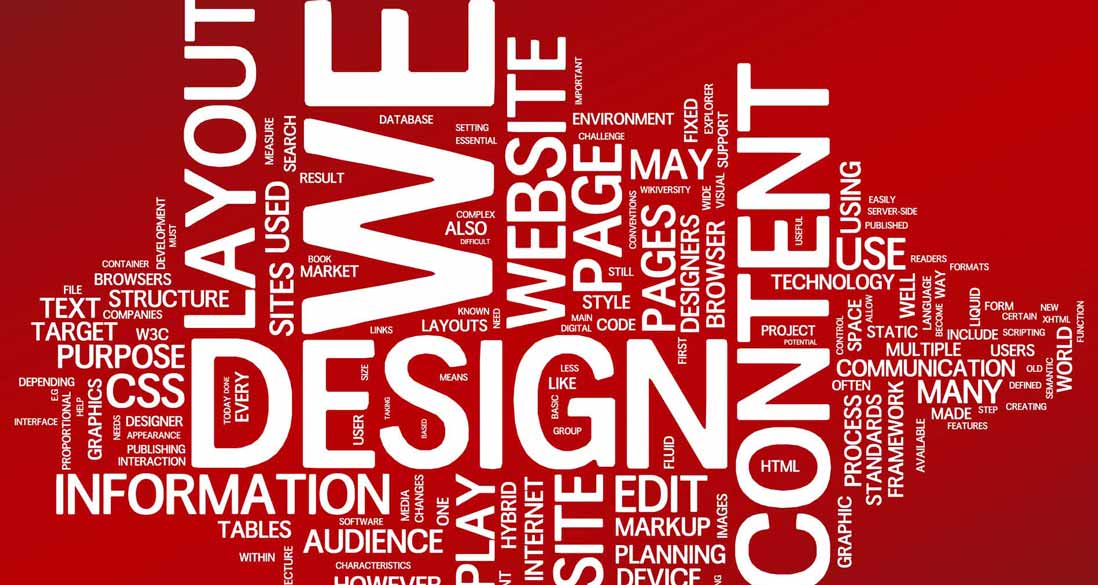 LAYOUT
WE
WEBSITE
IMPORTANT
DATABASE
SETTING
ESSENTIAL
MEASURE
SEARCH
RESULT
ENVIRONMENT
CHALLENGE
FIXED
EXPLORER
SUPPORT
MAY
PAGE
WIKIVERSITY
WIDE
VISUAL
CONTENT
USING
EASILY
SERVER-SIDE
PUBLISHED
USEFUL
USE
READERS
FORMATS
DEVELOPMENT
MUST
SITES
USED
COMPLEX
ALSO
DIFFICULT
CONVENTIONS
PAGES
DESIGNERS
BROWSER
BOOK
MARKET
STILL
CONTAINER
BROWSERS
FILE
TEXT
STRUCTURE
COMPANIES
TARGET
W3C
PURPOSE
STYLE
MAIN
DIGITAL
CODE
KNOWN
LAYOUTS
NEED
LINKS
TECHNOLOGY
WELL
LANGUAGE
BECOME
WAY
LIQUID
FORM
CERTAIN
NEW
XHTML
FUNCTION
PROJECT
POTENTIAL
CONTROL
SPACE
ALLOW
STATIC
INCLUDE
SCRIPTING
MULTIPLE
USERS
WORLD
COMMUNICATION
OLD
SEMANTIC
DEPENDING
E.G.
HELP
CSS
INTERFACE
PROPORTIONAL
GRAPHICS
NEEDS
DESIGNER
APPEARANCE
PUBLISHING
INTERACTION
DESIGN
TODAY
DONE
EVERY
SIZE
USER
TAKING
BASED
MEANS
LESS
LIKE
BASIC
GROUP
FIRST
FLUID
HTML
OFTEN
MANY
DEFINED
MADE
STEP
CREATING
FEATURES
PROCESS
STANDARDS
FRAMEWORK
AVAILABLE
GRAPHIC
INFORMATION
TABLES
SOFTWARE
MEDIA
CHANGES
ONE
AUDIENCE
WITHIN
CHARACTERISTICS
HOWEVER
PLAY
HYBRID
INTERNET
SITE
EDIT
MARKUP
IMAGES
PLANNING
DEVICE